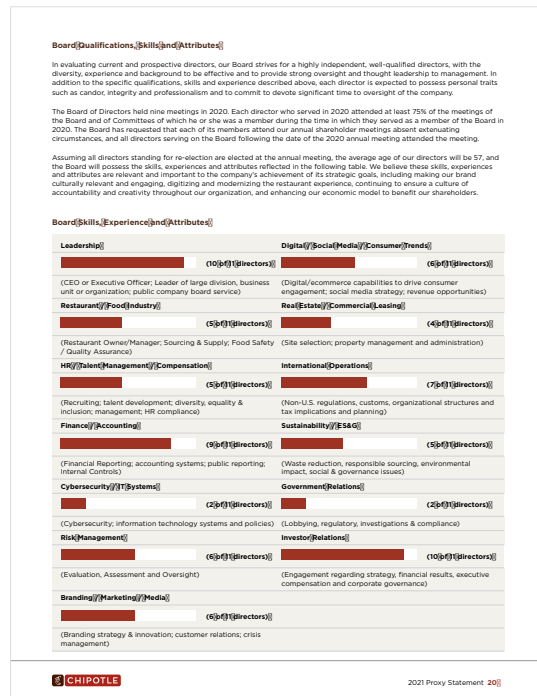 Board Qualifications, Skills and Attributes
In evaluating current and prospective directors, our Board strives for a highly independent, well-qualified directors, with the
diversity, experience and background to be effective and to provide strong oversight and thought leadership to management. In
addition to the specific qualifications, skills and experience described above, each director is expected to possess personal traits
such as candor, integrity and professionalism and to commit to devote significant time to oversight of the company.
The Board of Directors held nine meetings in 2020. Each director who served in 2020 attended at least 75% of the meetings of
the Board and of Committees of which he or she was a member during the time in which they served as a member of the Board in
2020. The Board has requested that each of its members attend our annual shareholder meetings absent extenuating
circumstances, and all directors serving on the Board following the date of the 2020 annual meeting attended the meeting.
Assuming all directors standing for re-election are elected at the annual meeting, the average age of our directors will be 57, and
the Board will possess the skills, experiences and attributes reflected in the following table. We believe these skills, experiences
and attributes are relevant and important to the company's achievement of its strategic goals, including making our brand
culturally relevant and engaging, digitizing and modernizing the restaurant experience, continuing to ensure a culture of
accountability and creativity throughout our organization, and enhancing our economic model to benefit our shareholders.
Board Skills, Experience and Attributes
Leadership
(10 of 11 directors)
(CEO or Executive Officer; Leader of large division, business
unit or organization; public company board service)
Digital / Social Media / Consumer Trends
(6 of 11 directors)
(Digital/ecommerce capabilities to drive consumer
engagement; social media strategy; revenue opportunities)
Restaurant / Food Industry
(5 of 11 directors)
(Restaurant Owner/Manager; Sourcing & Supply; Food Safety
/ Quality Assurance)
Real Estate / Commercial Leasing
(4 of 11 directors)
(Site selection; property management and administration)
HR / Talent Management / Compensation
(5 of 11 directors)
(Recruiting; talent development; diversity, equality &
inclusion; management; HR compliance)
International Operations
(7 of 11 directors)
(Non-U.S. regulations, customs, organizational structures and
tax implications and planning)
Finance / Accounting
(9 of 11 directors)
(Financial Reporting; accounting systems; public reporting;
Internal Controls)
Sustainability / ES&G
(5 of 11 directors)
(Waste reduction, responsible sourcing, environmental
impact, social & governance issues)
Cybersecurity / IT Systems
(2 of 11 directors)
(Cybersecurity; information technology systems and policies)
Government Relations
(2 of 11 directors)
(Lobbying, regulatory, investigations & compliance)
Risk Management
(6 of 11 directors)
(Evaluation, Assessment and Oversight)
Investor Relations
(10 of 11 directors)
(Engagement regarding strategy, financial results, executive
compensation and corporate governance)
Branding / Marketing / Media
(6 of 11 directors)
(Branding strategy & innovation; customer relations; crisis
management)
CHIPOTLE
2021 Proxy Statement 20